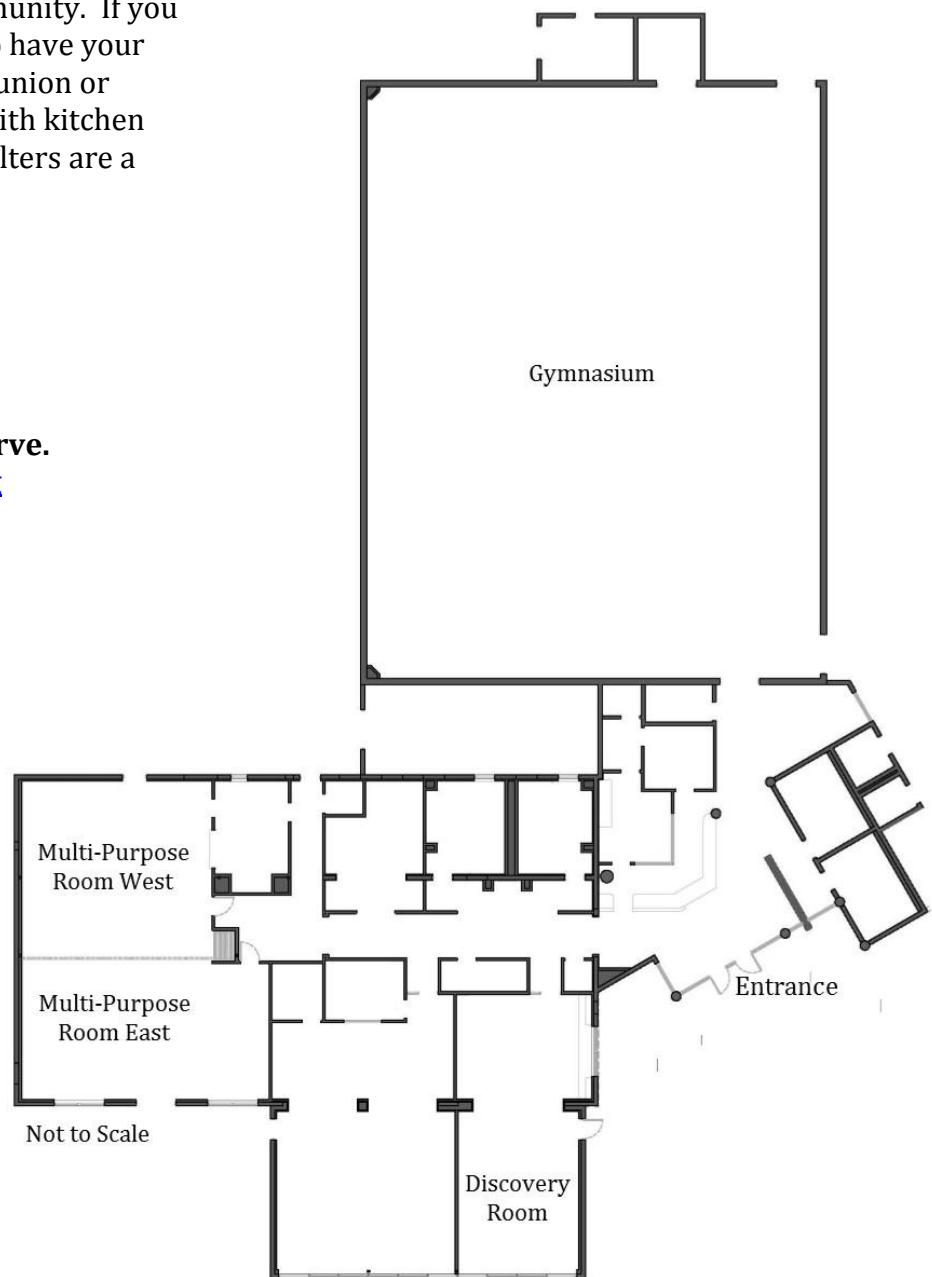 munity.  If you
have your
union or
ith kitchen
lters are a
rve.
Gymnasium
Multi-Purpose
Room West
Multi-Purpose
Room East
Entrance
Not to Scale
Discovery
Room